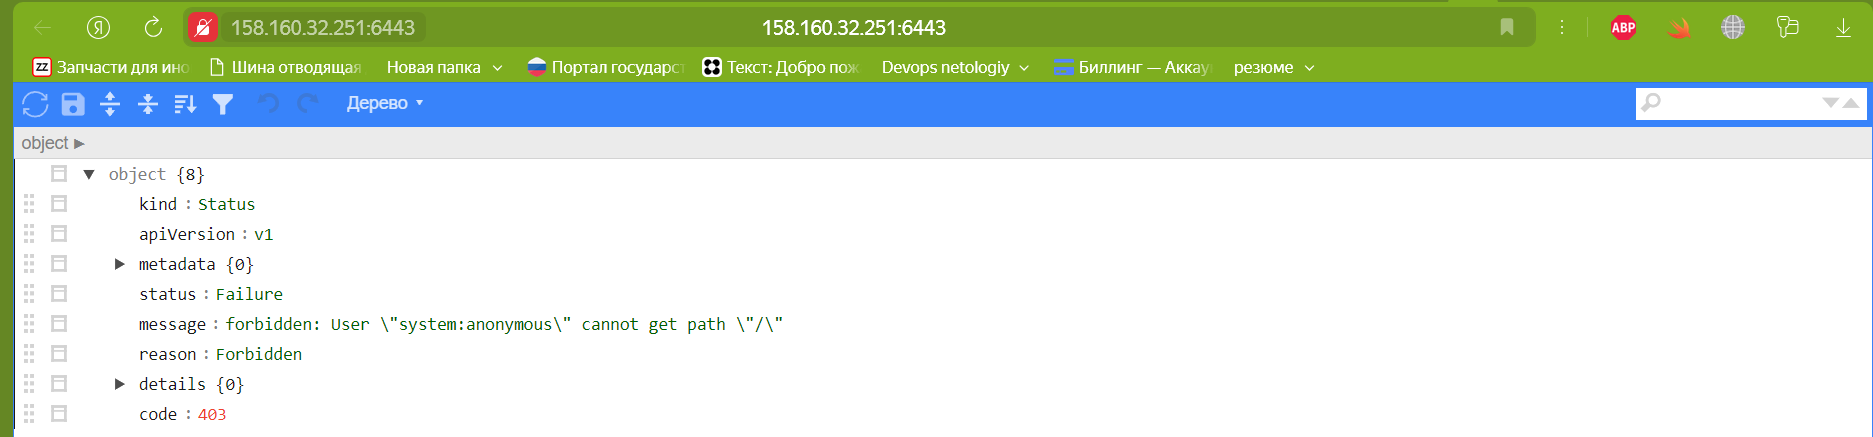 158.160.32.251:6443 158.160.32.251:6443 ABP
ZZ Запчасти для ино Шина отводящая Новая папка Портал государст Текст: Добро пож Devops netologiy Биллинг — Аккау резюме
Дерево
object
object {8}
kind : Status
apiVersion : v1
metadata {0}
status : Failure
message : forbidden: User \"system:anonymous\" cannot get path \"/\"
reason : Forbidden
details {0}
code : 403